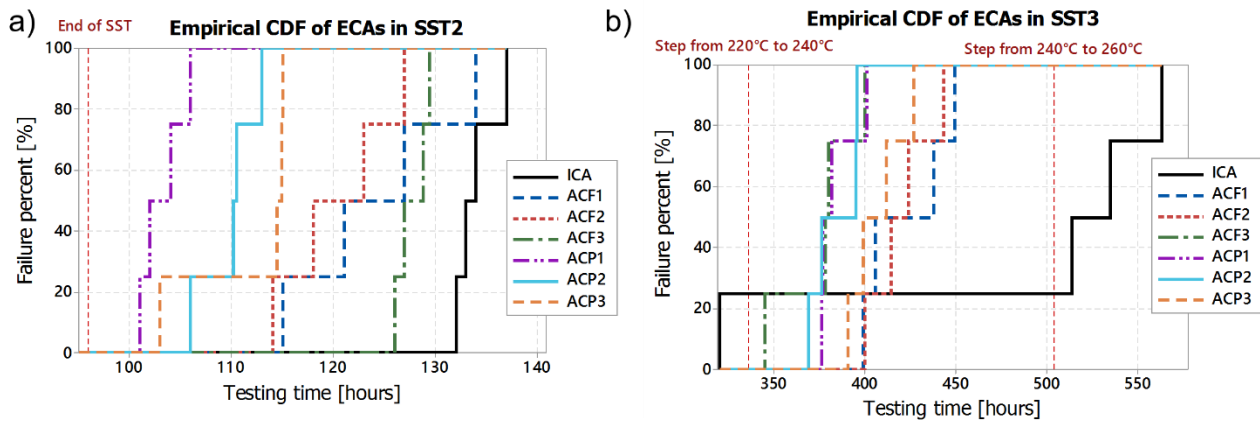 a)
End of SST
Empirical CDF of ECAs in SST2
Failure percent [%]
100
80
60
40
20
0
100
110
120
130
140
Testing time [hours]
ICA
ACF1
ACF2
ACF3
ACP1
ACP2
ACP3
b)
Empirical CDF of ECAs in SST3
Step from 220°C to 240°C
Step from 240°C to 260°C
Failure percent [%]
100
80
60
40
20
0
350
400
450
500
550
Testing time [hours]
ICA
ACF1
ACF2
ACF3
ACP1
ACP2
ACP3